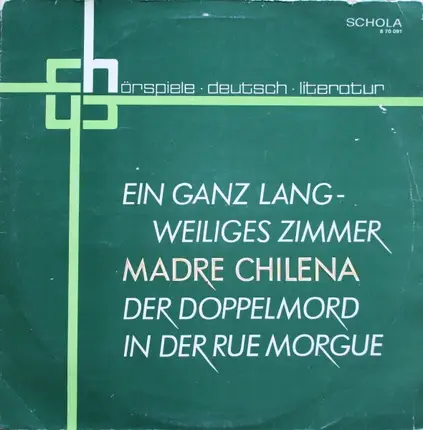 SCHOLA
8 70 091
hörspiele · deutsch · literatur
EIN GANZ LANG-
WEILIGES ZIMMER
MADRE CHILENA
DER DOPPELMORD
IN DER RUE MORGUE